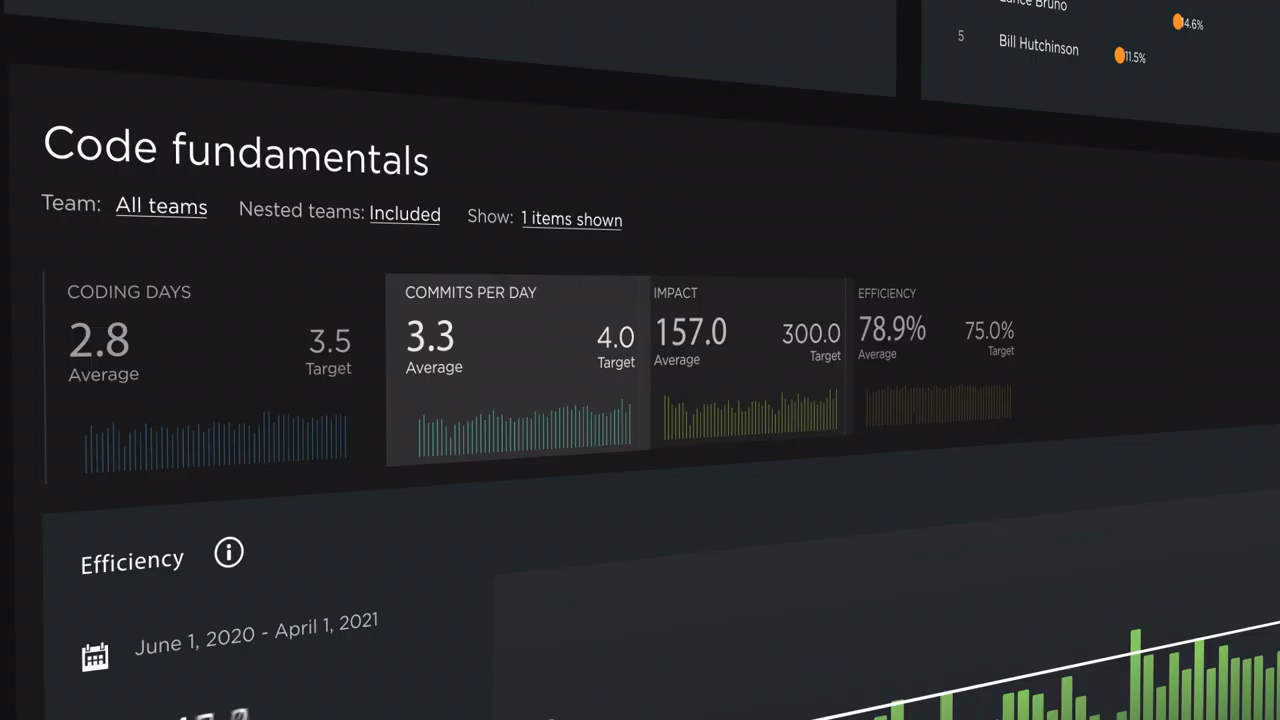 Bruno
14.6%
5 Bill Hutchinson 11.5%
Code fundamentals
Team: All teams Nested teams: Included Show: 1 items shown
CODING DAYS COMMITS PER DAY IMPACT EFFICIENCY
2.8 3.5 3.3 4.0 157.0 300.0 78.9% 75.0%
Average Target Average Target Average Target Average Target
Efficiency
June 1, 2020 - April 1, 2021